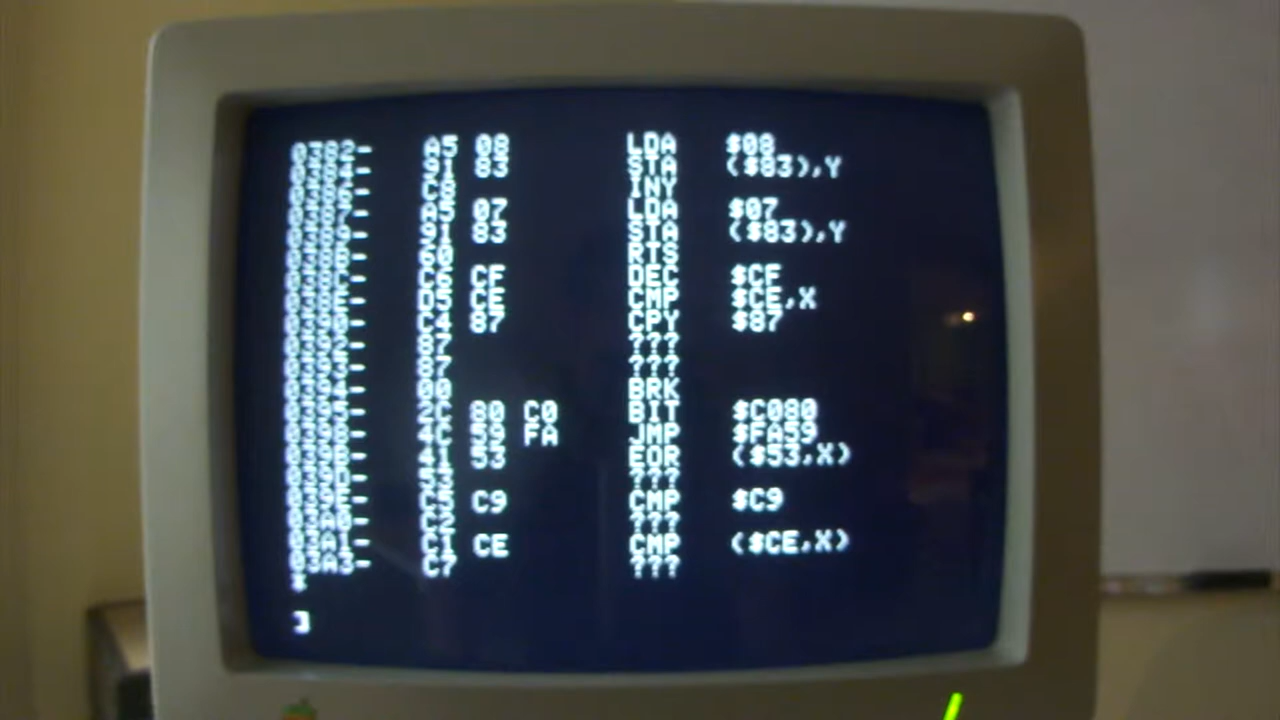 0382- A5 08 LDA $08
0384- 91 83 STA ($83),Y
0386- C8 INY
0387- A5 07 LDA $07
0389- 91 83 STA ($83),Y
038B- 60 RTS
038C- C6 CF DEC $CF
038E- D5 CE CMP $CE,X
0390- C4 87 CPY $87
0392- 87 ???
0393- 87 ???
0394- 00 BRK
0395- 2C 80 C0 BIT $C080
0398- 4C 59 FA JMP $FA59
039B- 41 53 EOR ($53,X)
039D- 53 ???
039E- C5 C9 CMP $C9
03A0- C2 ???
03A1- C1 CE CMP ($CE,X)
03A3- C7 ???
*
]